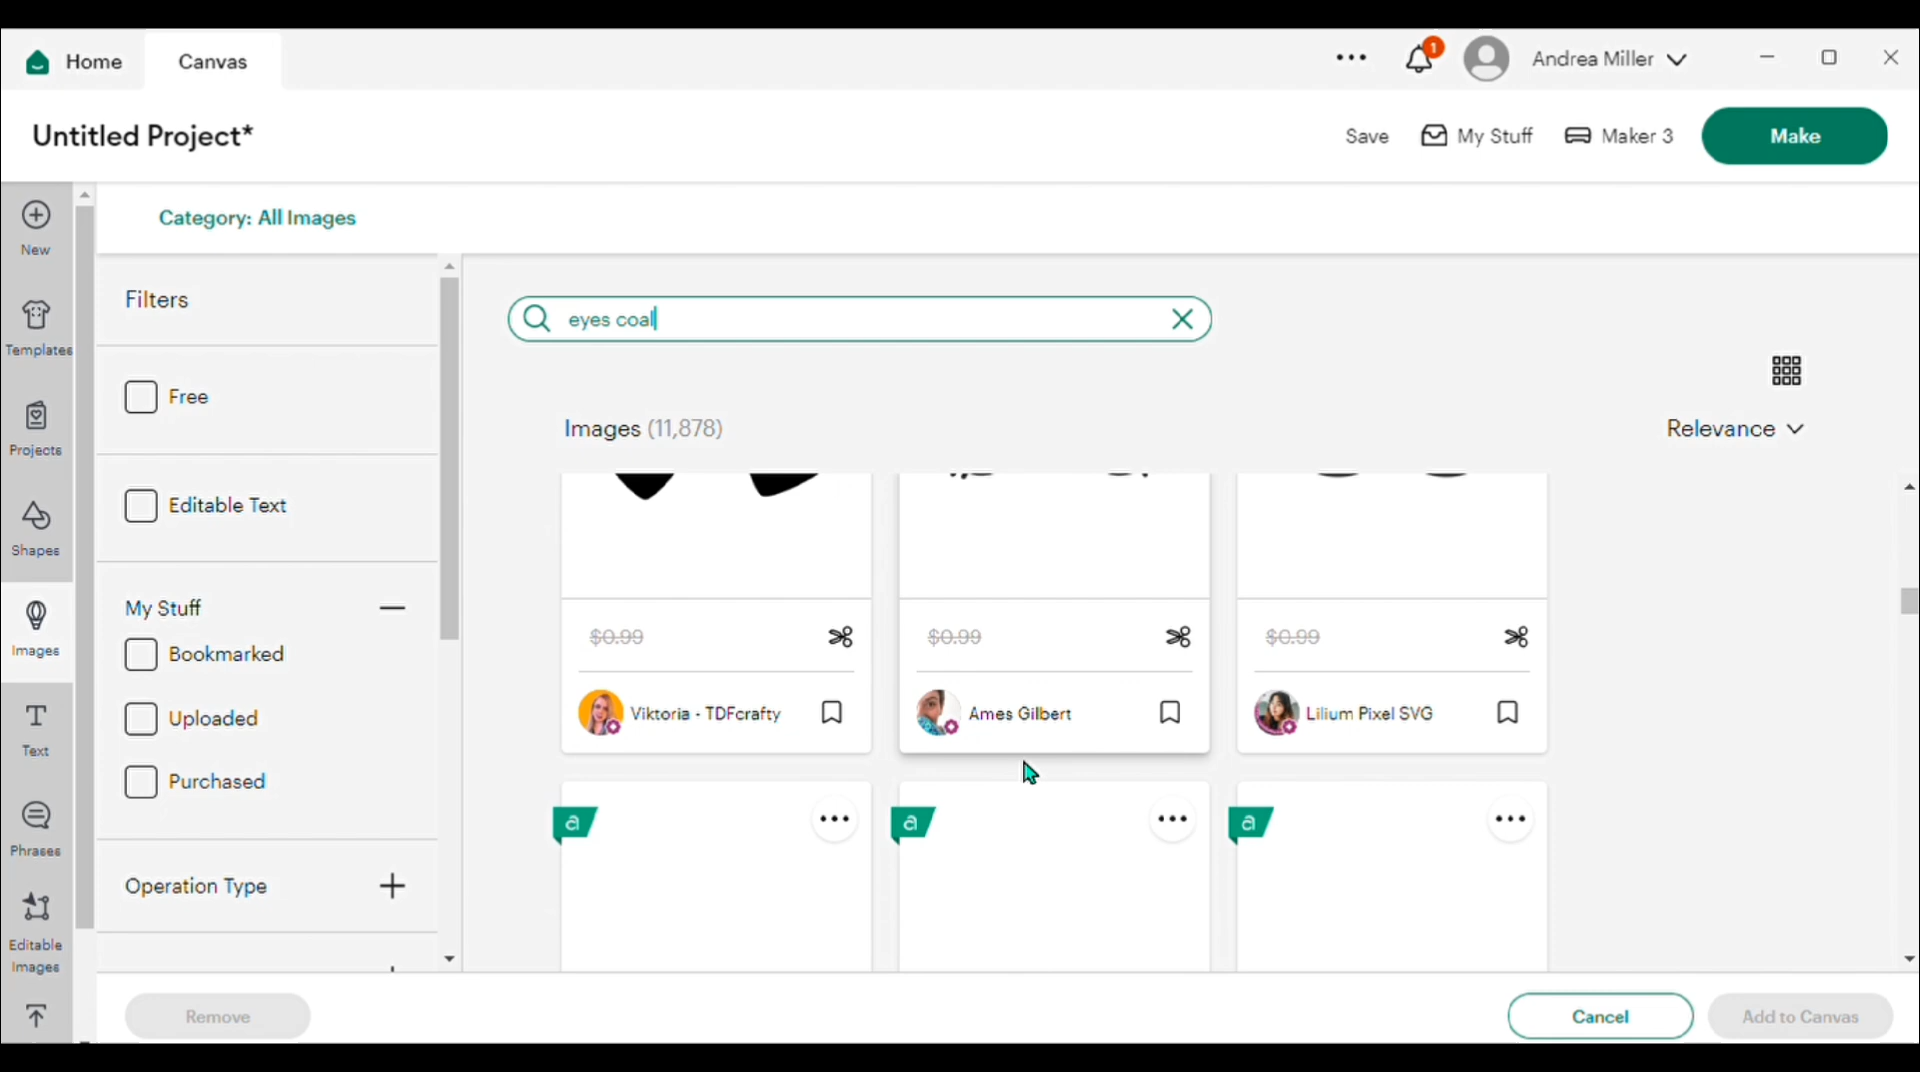 Home
Canvas
1
Andrea Miller
Untitled Project*
Save
My Stuff
Maker 3
Make
New
Templates
Projects
Shapes
Images
Text
Phrases
Editable
Images
Category: All Images
Filters
Free
Editable Text
My Stuff
Bookmarked
Uploaded
Purchased
Operation Type
eyes coal
Images (11,878)
Relevance
$0.99
$0.99
$0.99
Viktoria - TDFcrafty
Ames Gilbert
Lilium Pixel SVG
a
a
a
Remove
Cancel
Add to Canvas